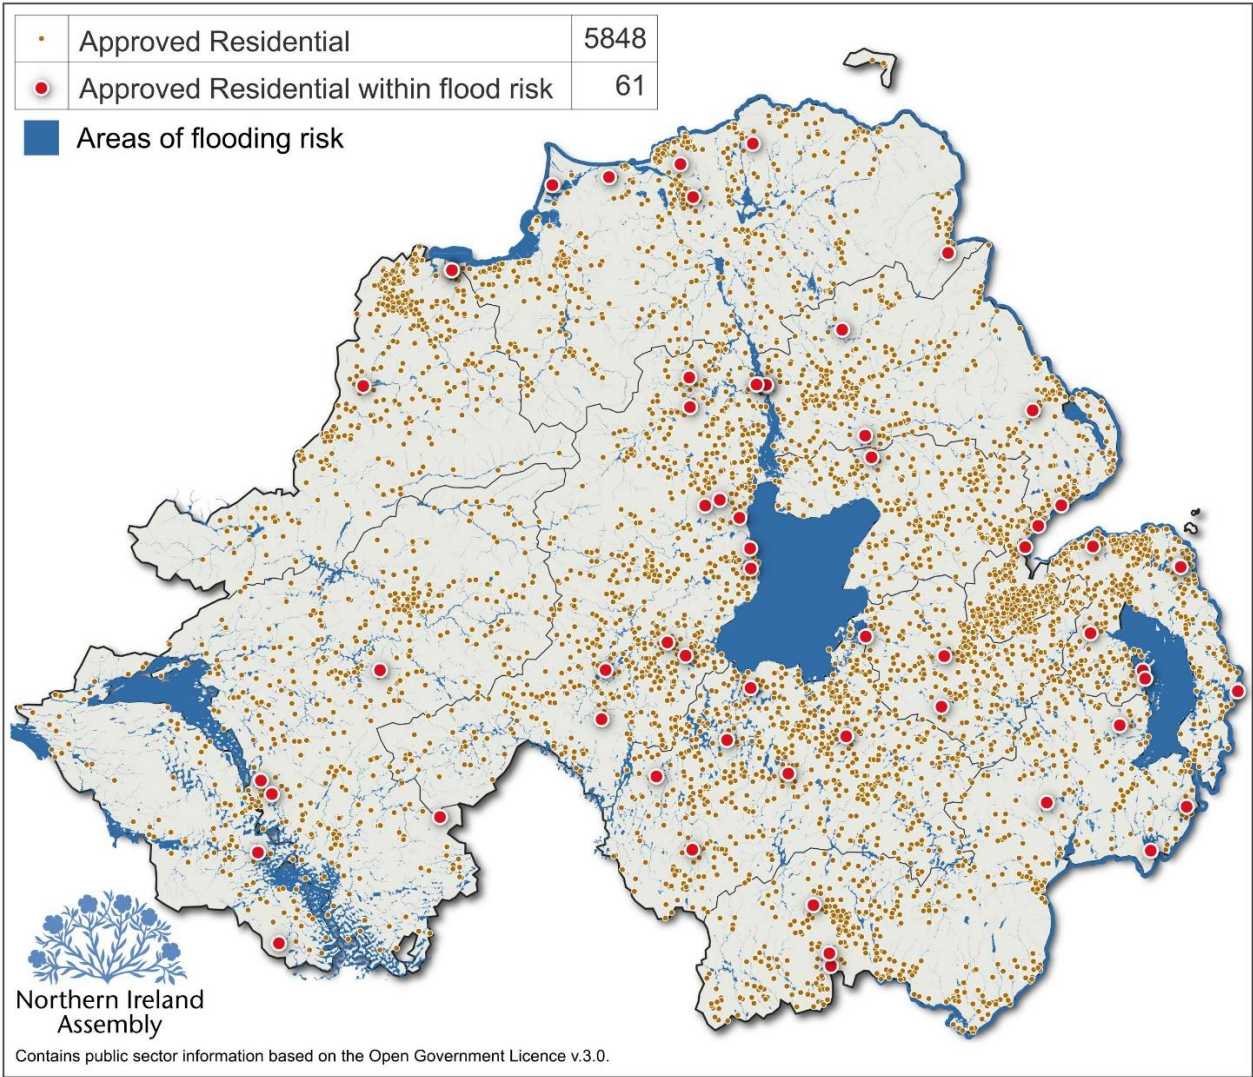 Approved Residential 5848
Approved Residential within flood risk 61
Areas of flooding risk
Northern Ireland
Assembly
Contains public sector information based on the Open Government Licence v.3.0.